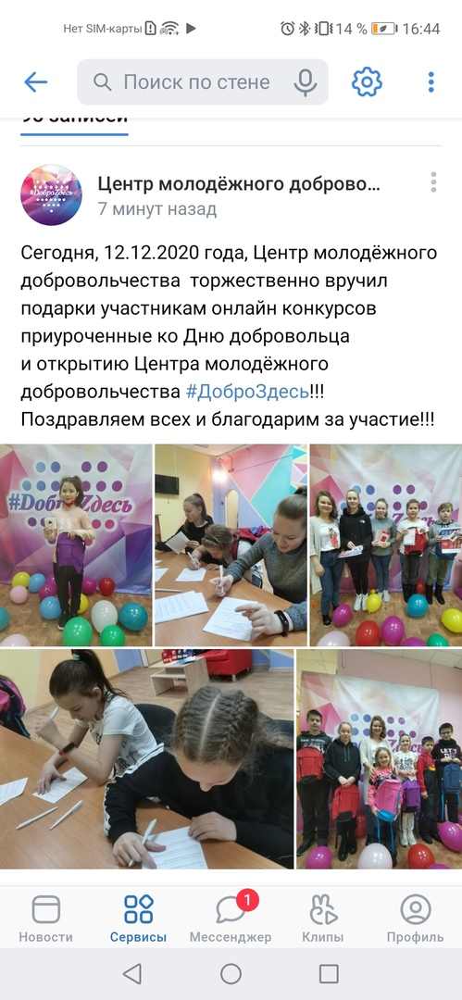 Нет SIM-карты
14 %
16:44
Поиск по стене
98 записей
#ДоброЗдесь
Центр молодёжного доброво...
7 минут назад
Сегодня, 12.12.2020 года, Центр молодёжного
добровольчества торжественно вручил
подарки участникам онлайн конкурсов
приуроченные ко Дню добровольца
и открытию Центра молодёжного
добровольчества #ДоброЗдесь!!!
Поздравляем всех и благодарим за участие!!!
1
Новости
Сервисы
Мессенджер
Клипы
Профиль